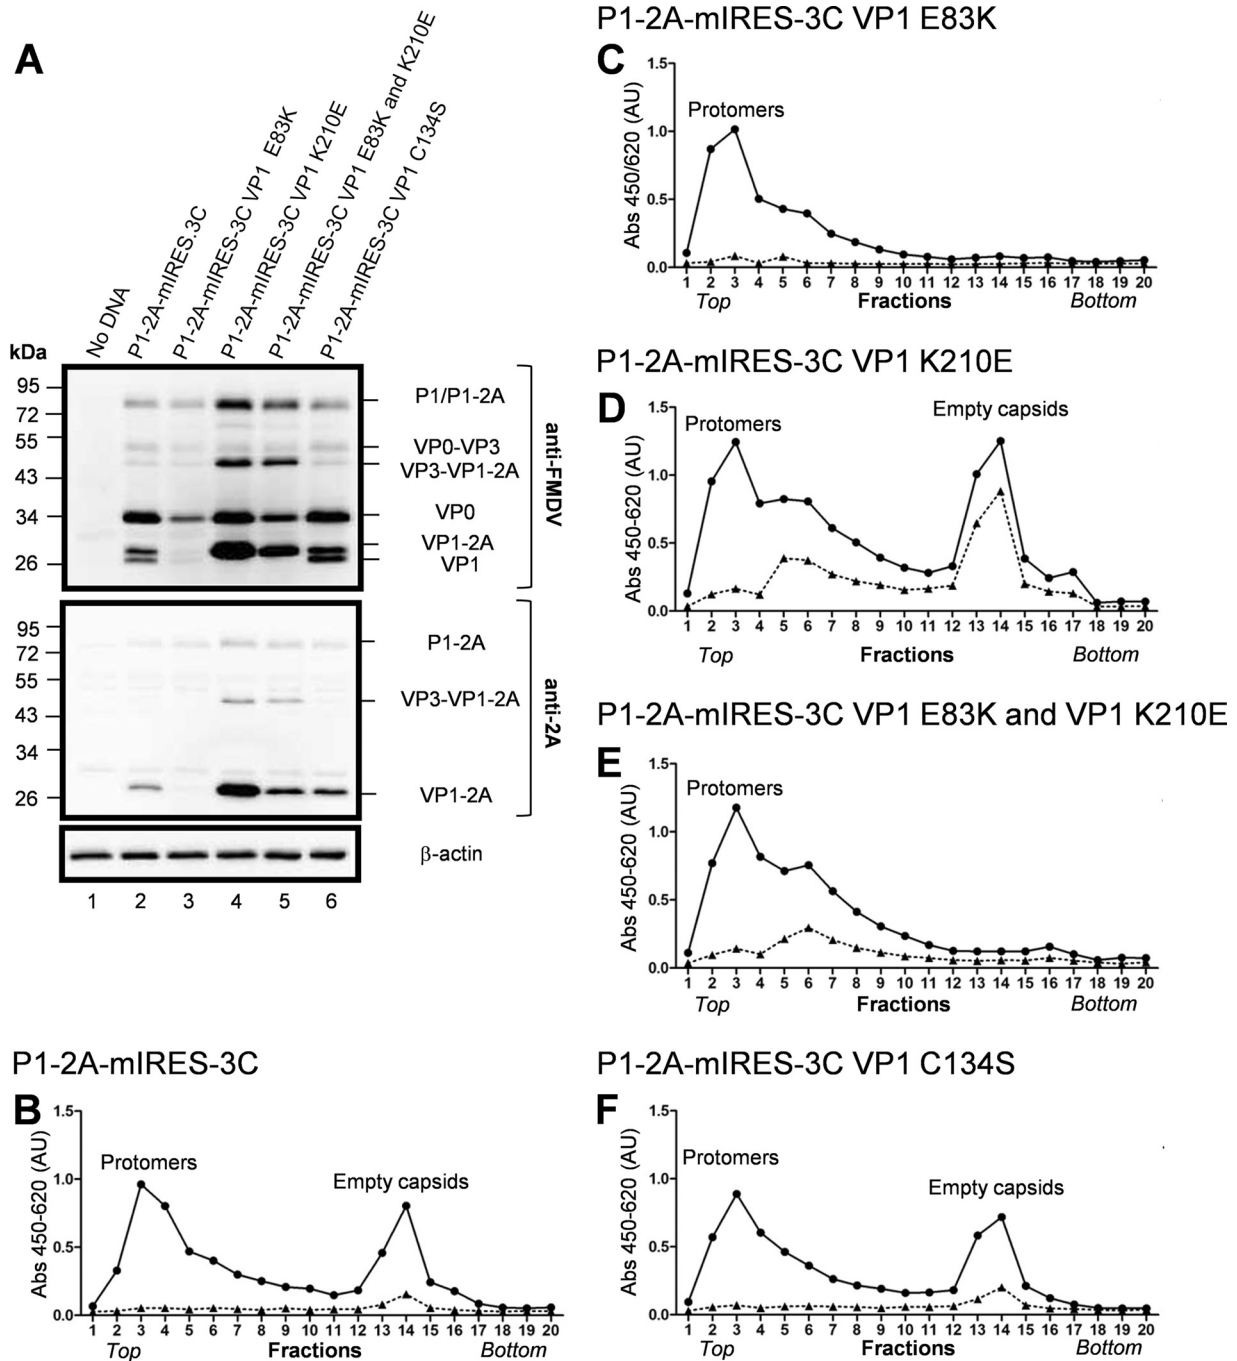 A
No DNA
P1-2A-mIRES.3C
P1-2A-mIRES-3C VP1 E83K
P1-2A-mIRES-3C VP1 K210E
P1-2A-mIRES-3C VP1 E83K and K210E
P1-2A-mIRES-3C VP1 C134S
kDa
95
72
55
43
34
26
P1/P1-2A
VP0-VP3
VP3-VP1-2A
VP0
VP1-2A
VP1
anti-FMDV
95
72
55
43
34
26
P1-2A
VP3-VP1-2A
VP1-2A
anti-2A
β-actin
1 2 3 4 5 6
P1-2A-mIRES-3C
B
Abs 450-620 (AU)
1.5
1.0
0.5
0.0
Protomers
Empty capsids
1 2 3 4 5 6 7 8 9 10 11 12 13 14 15 16 17 18 19 20
Top Fractions Bottom
P1-2A-mIRES-3C VP1 E83K
C
Abs 450/620 (AU)
1.5
1.0
0.5
0.0
Protomers
1 2 3 4 5 6 7 8 9 10 11 12 13 14 15 16 17 18 19 20
Top Fractions Bottom
P1-2A-mIRES-3C VP1 K210E
D
Abs 450-620 (AU)
1.5
1.0
0.5
0.0
Protomers
Empty capsids
1 2 3 4 5 6 7 8 9 10 11 12 13 14 15 16 17 18 19 20
Top Fractions Bottom
P1-2A-mIRES-3C VP1 E83K and VP1 K210E
E
Abs 450-620 (AU)
1.5
1.0
0.5
0.0
Protomers
1 2 3 4 5 6 7 8 9 10 11 12 13 14 15 16 17 18 19 20
Top Fractions Bottom
P1-2A-mIRES-3C VP1 C134S
F
Abs 450-620 (AU)
1.5
1.0
0.5
0.0
Protomers
Empty capsids
1 2 3 4 5 6 7 8 9 10 11 12 13 14 15 16 17 18 19 20
Top Fractions Bottom